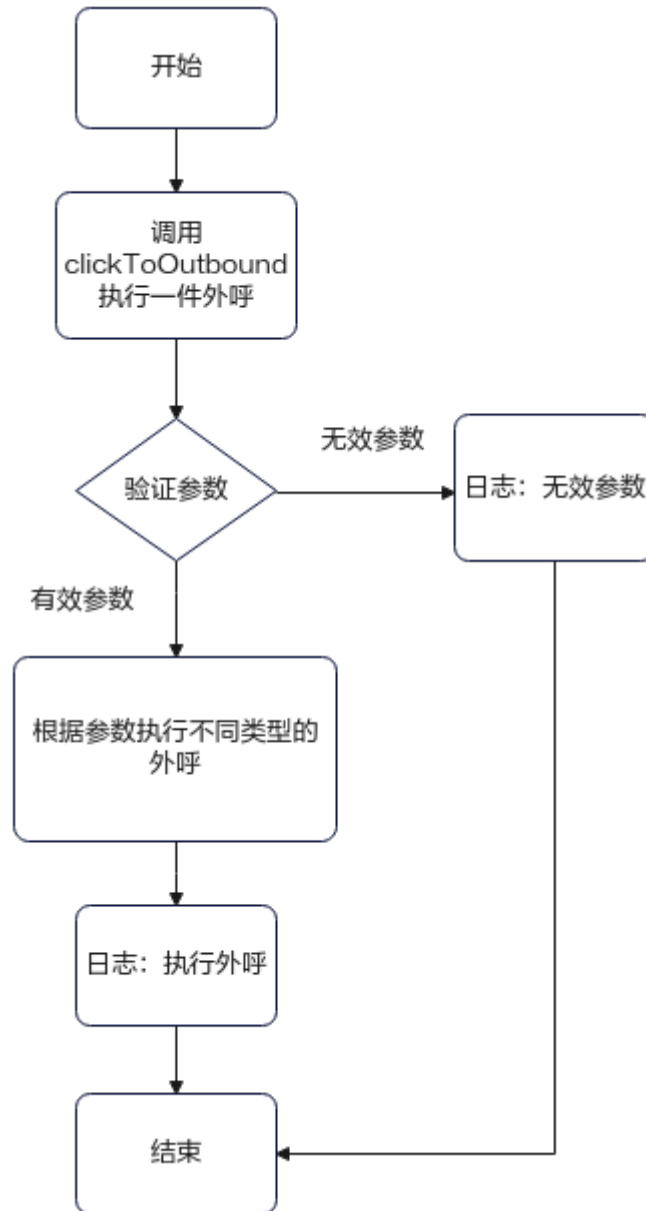 开始
调用
clickToOutbound
执行一件外呼
无效参数
验证参数
日志：无效参数
有效参数
根据参数执行不同类型的
外呼
日志：执行外呼
结束